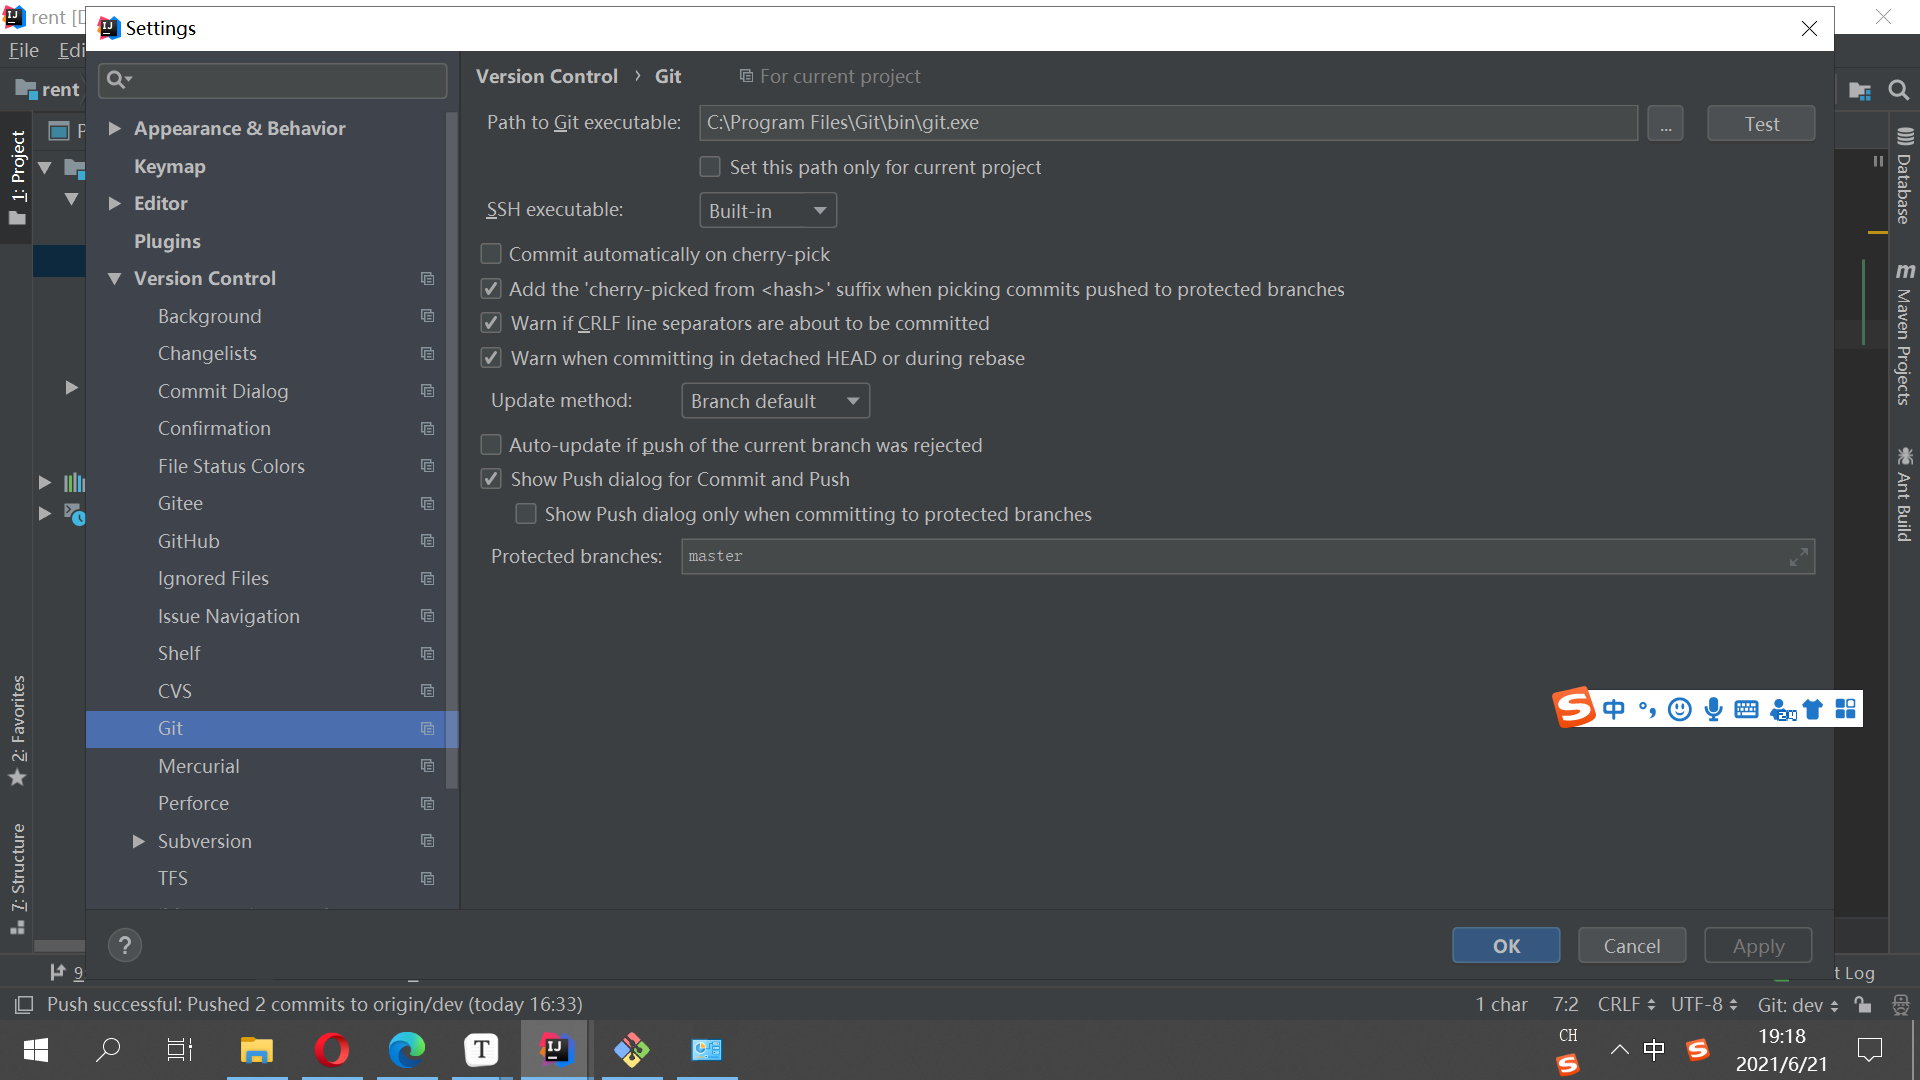 rent [D
Settings
File Edi
rent
Version Control › Git For current project
Path to Git executable: C:\Program Files\Git\bin\git.exe ... Test
Set this path only for current project
SSH executable: Built-in
Commit automatically on cherry-pick
Add the 'cherry-picked from <hash>' suffix when picking commits pushed to protected branches
Warn if CRLF line separators are about to be committed
Warn when committing in detached HEAD or during rebase
Update method: Branch default
Auto-update if push of the current branch was rejected
Show Push dialog for Commit and Push
Show Push dialog only when committing to protected branches
Protected branches: master
Appearance & Behavior
Keymap
Editor
Plugins
Version Control
Background
Changelists
Commit Dialog
Confirmation
File Status Colors
Gitee
GitHub
Ignored Files
Issue Navigation
Shelf
CVS
Git
Mercurial
Perforce
Subversion
TFS
1: Project
2: Favorites
7: Structure
Database
Maven Projects
Ant Build
中
?
OK Cancel Apply
9:
t Log
Push successful: Pushed 2 commits to origin/dev (today 16:33)
1 char 7:2 CRLF UTF-8 Git: dev
CH
中
19:18
2021/6/21